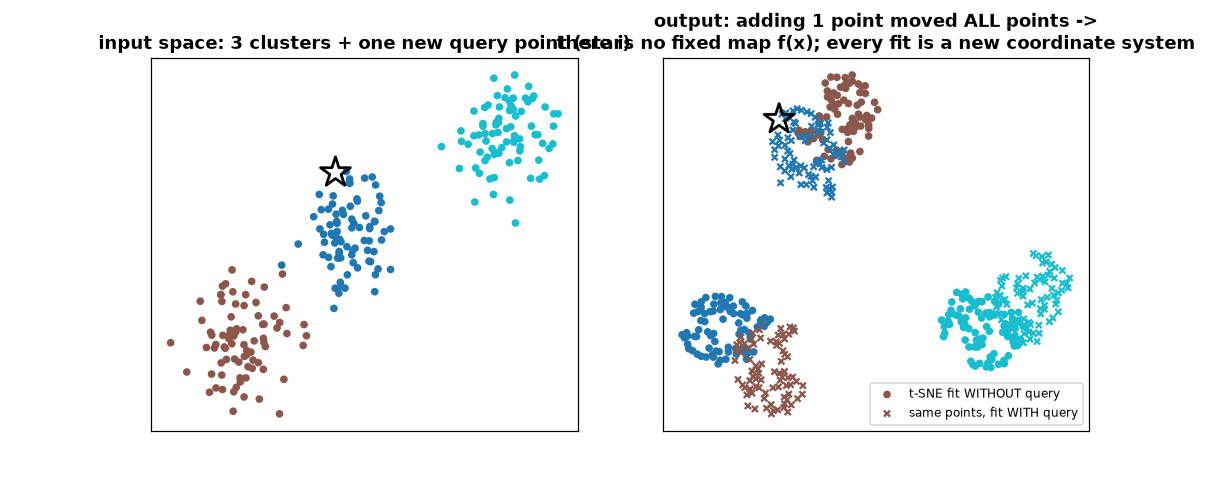 input space: 3 clusters + one new query point (star)
output: adding 1 point moved ALL points ->
there is no fixed map f(x); every fit is a new coordinate system
t-SNE fit WITHOUT query
same points, fit WITH query